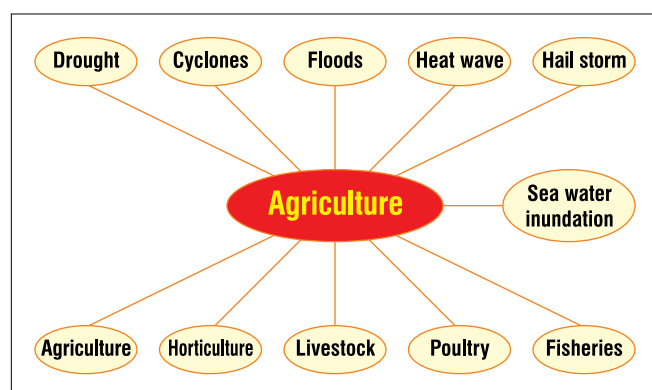 Drought
Cyclones
Floods
Heat wave
Hail storm
Agriculture
Sea water
inundation
Agriculture
Horticulture
Livestock
Poultry
Fisheries